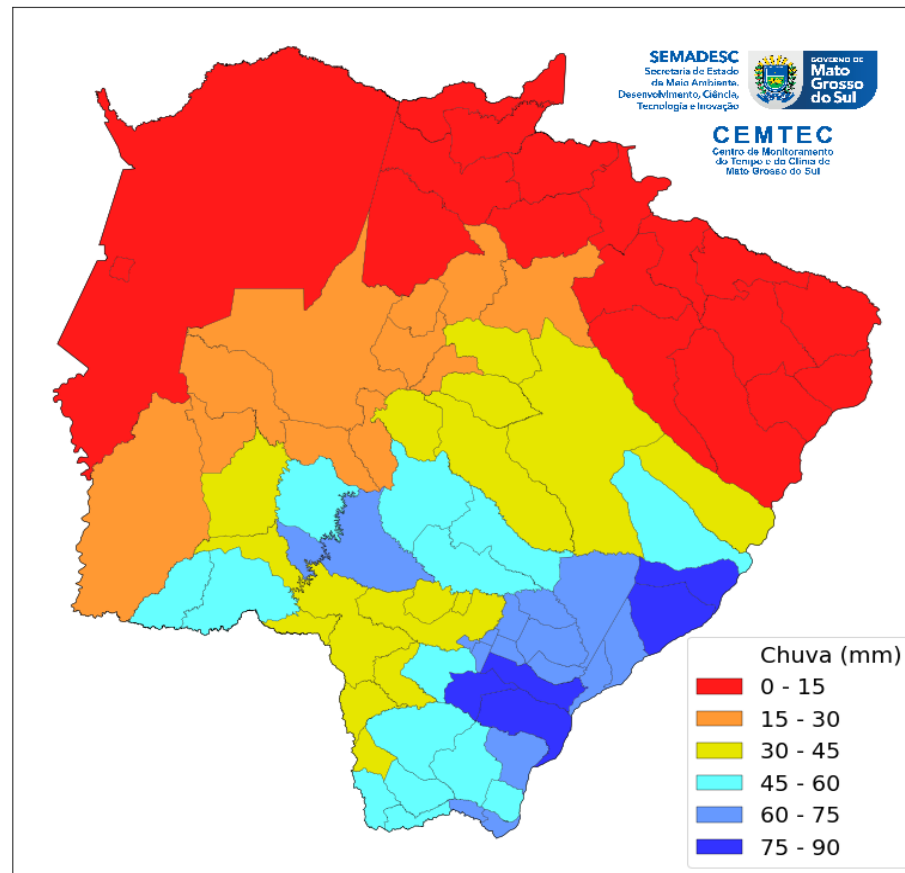 SEMADESC
Secretaria de Estado
de Meio Ambiente,
Desenvolvimento, Ciência,
Tecnologia e Inovação
GOVERNO DE
Mato
Grosso
do Sul
CEMTEC
Centro de Monitoramento
do Tempo e do Clima de
Mato Grosso do Sul
Chuva (mm)
0 - 15
15 - 30
30 - 45
45 - 60
60 - 75
75 - 90